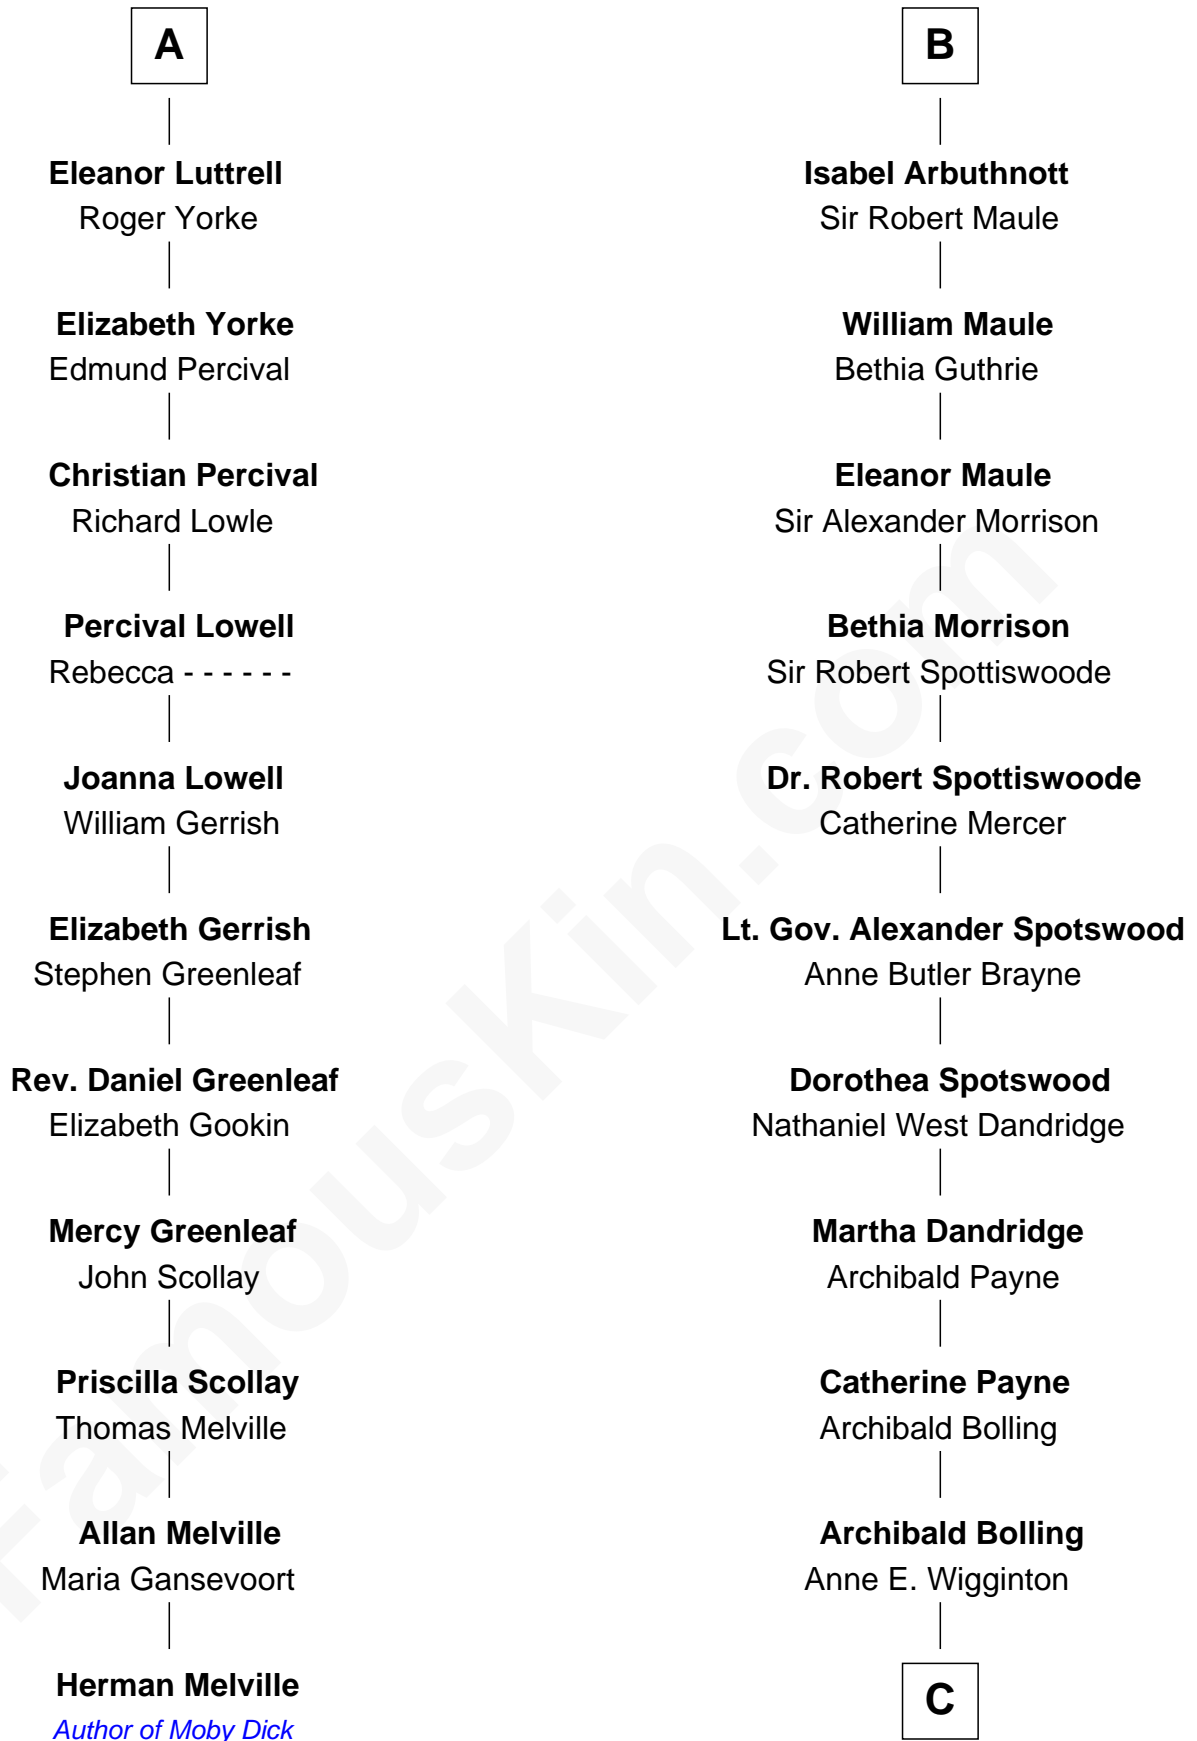 A
Eleanor Luttrell
Roger Yorke
Elizabeth Yorke
Edmund Percival
Christian Percival
Richard Lowle
Percival Lowell
Rebecca - - - - - -
Joanna Lowell
William Gerrish
Elizabeth Gerrish
Stephen Greenleaf
Rev. Daniel Greenleaf
Elizabeth Gookin
Mercy Greenleaf
John Scollay
Priscilla Scollay
Thomas Melville
Allan Melville
Maria Gansevoort
Herman Melville
Author of Moby Dick
B
Isabel Arbuthnott
Sir Robert Maule
William Maule
Bethia Guthrie
Eleanor Maule
Sir Alexander Morrison
Bethia Morrison
Sir Robert Spottiswoode
Dr. Robert Spottiswoode
Catherine Mercer
Lt. Gov. Alexander Spotswood
Anne Butler Brayne
Dorothea Spotswood
Nathaniel West Dandridge
Martha Dandridge
Archibald Payne
Catherine Payne
Archibald Bolling
Archibald Bolling
Anne E. Wigginton
C
FamousKin.com